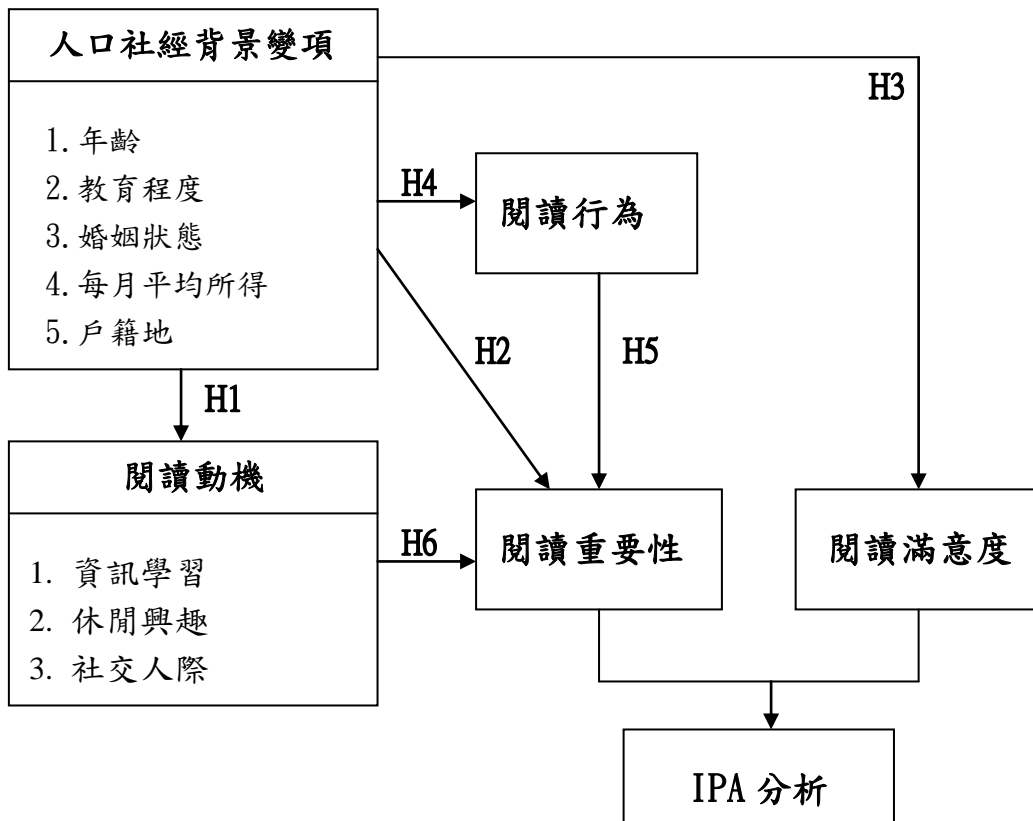 人口社經背景變項
1. 年齡
2. 教育程度
3. 婚姻狀態
4. 每月平均所得
5. 戶籍地
H3
H4
閱讀行為
H2
H5
H1
閱讀動機
1. 資訊學習
2. 休閒興趣
3. 社交人際
H6
閱讀重要性
閱讀滿意度
IPA 分析